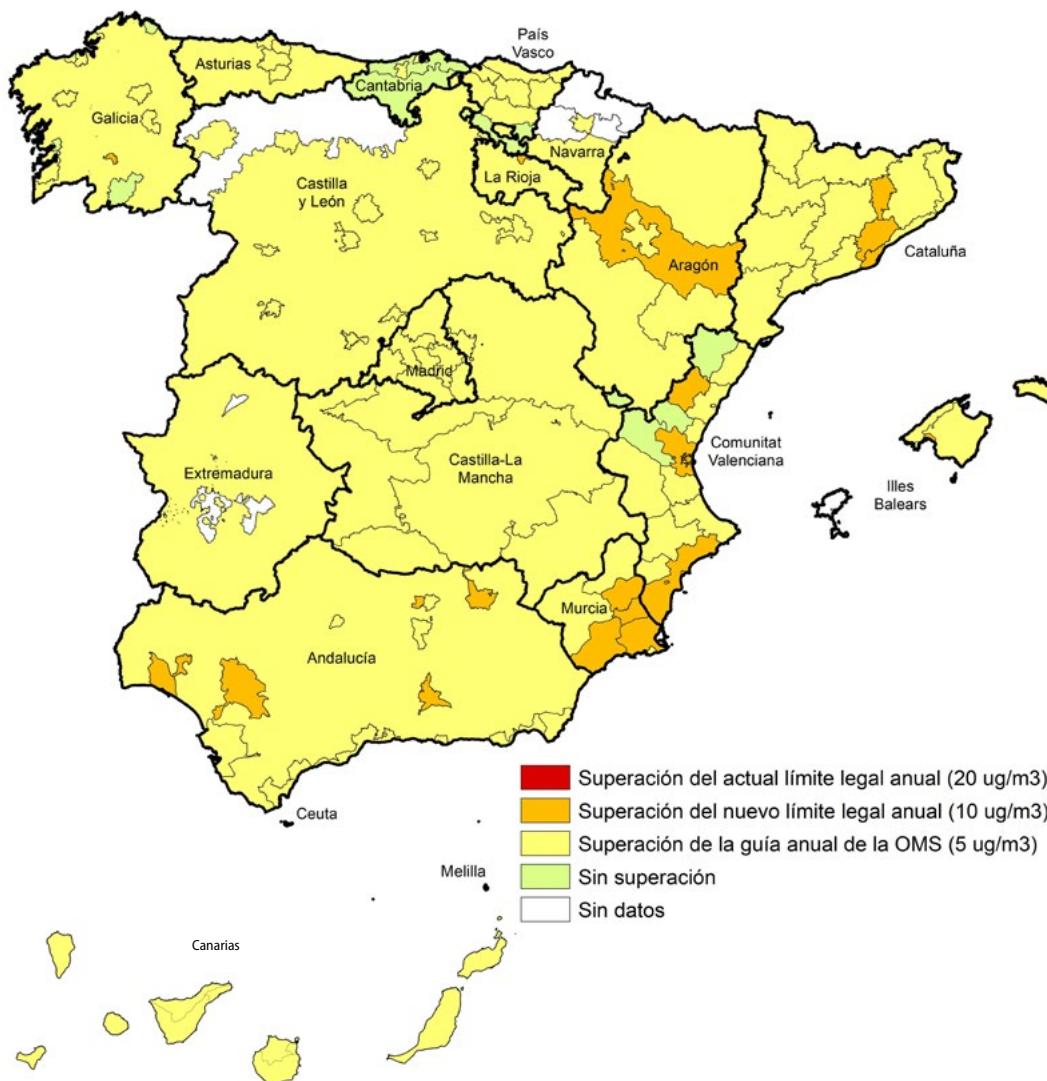 País
Vasco
Asturias
Cantabria
Galicia
Navarra
La Rioja
Castilla
y León
Cataluña
Aragón
Madrid
Comunitat
Valenciana
Extremadura
Castilla-La
Mancha
Illes
Balears
Murcia
Andalucía
Superación del actual límite legal anual (20 ug/m3)
Superación del nuevo límite legal anual (10 ug/m3)
Ceuta
Superación de la guía anual de la OMS (5 ug/m3)
Melilla
Sin superación
Sin datos
Canarias